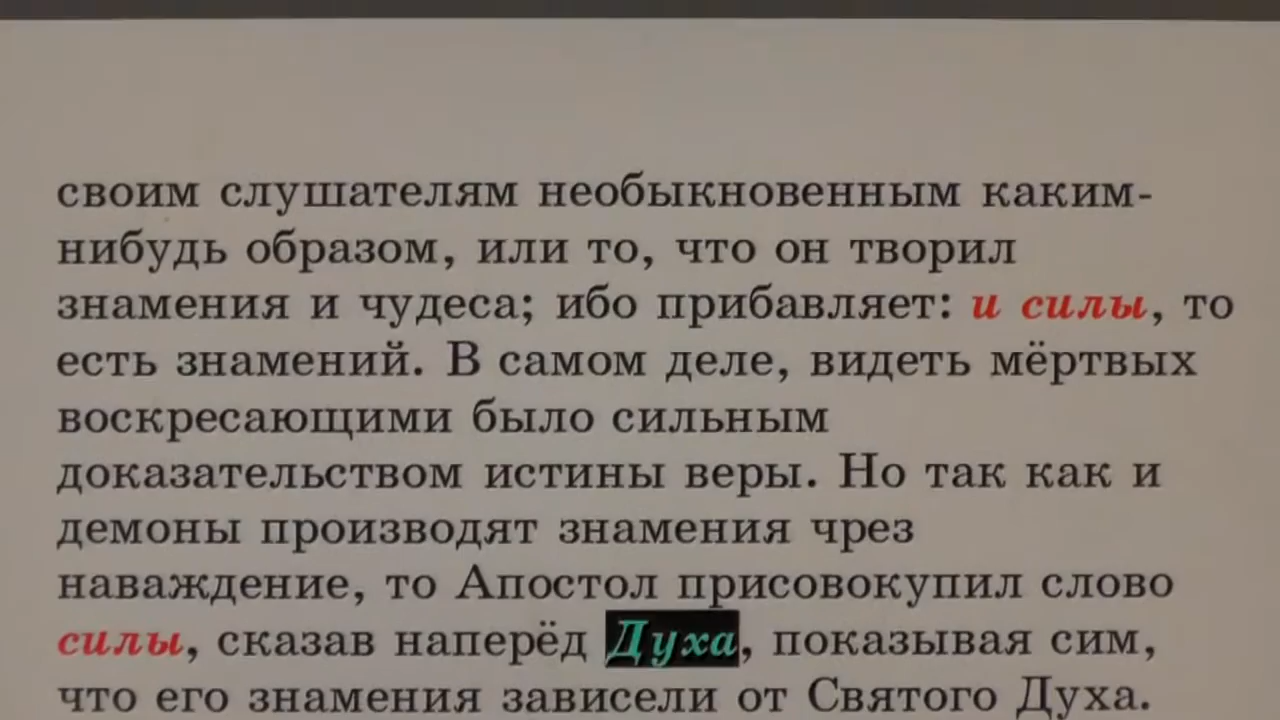 своим слушателям необыкновенным каким-
нибудь образом, или то, что он творил
знамения и чудеса; ибо прибавляет: и силы, то
есть знамений. В самом деле, видеть мёртвых
воскресающими было сильным
доказательством истины веры. Но так как и
демоны производят знамения чрез
наваждение, то Апостол присовокупил слово
силы, сказав наперёд Духа, показывая сим,
что его знамения зависели от Святого Духа.